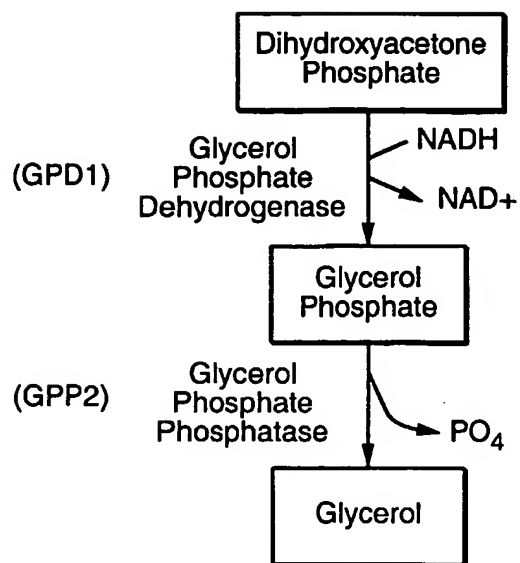 Dihydroxyacetone
Phosphate
(GPD1)
Glycerol
Phosphate
Dehydrogenase
NADH
NAD+
Glycerol
Phosphate
(GPP2)
Glycerol
Phosphate
Phosphatase
PO4
Glycerol